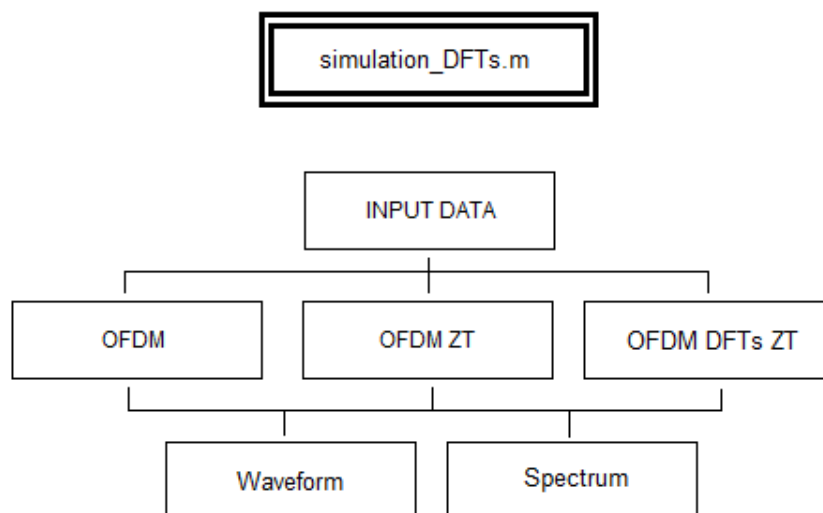 simulation_DFTs.m
INPUT DATA
OFDM
OFDM ZT
OFDM DFTs ZT
Waveform
Spectrum